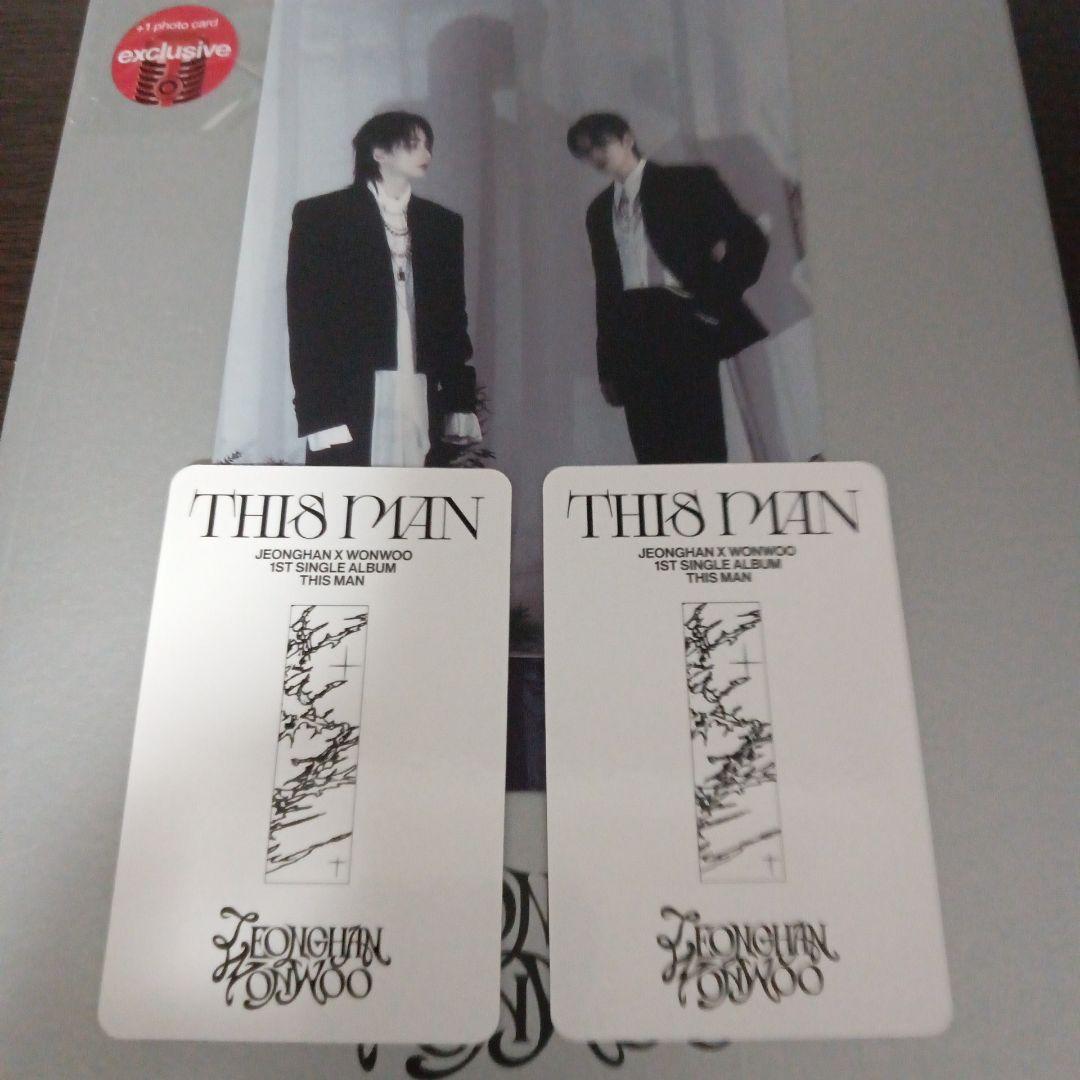 +1 photo card
exclusive
THIS MAN
JEONGHAN X WONWOO
1ST SINGLE ALBUM
THIS MAN
JEONGHAN
WONWOO
THIS MAN
JEONGHAN X WONWOO
1ST SINGLE ALBUM
THIS MAN
JEONGHAN
WONWOO